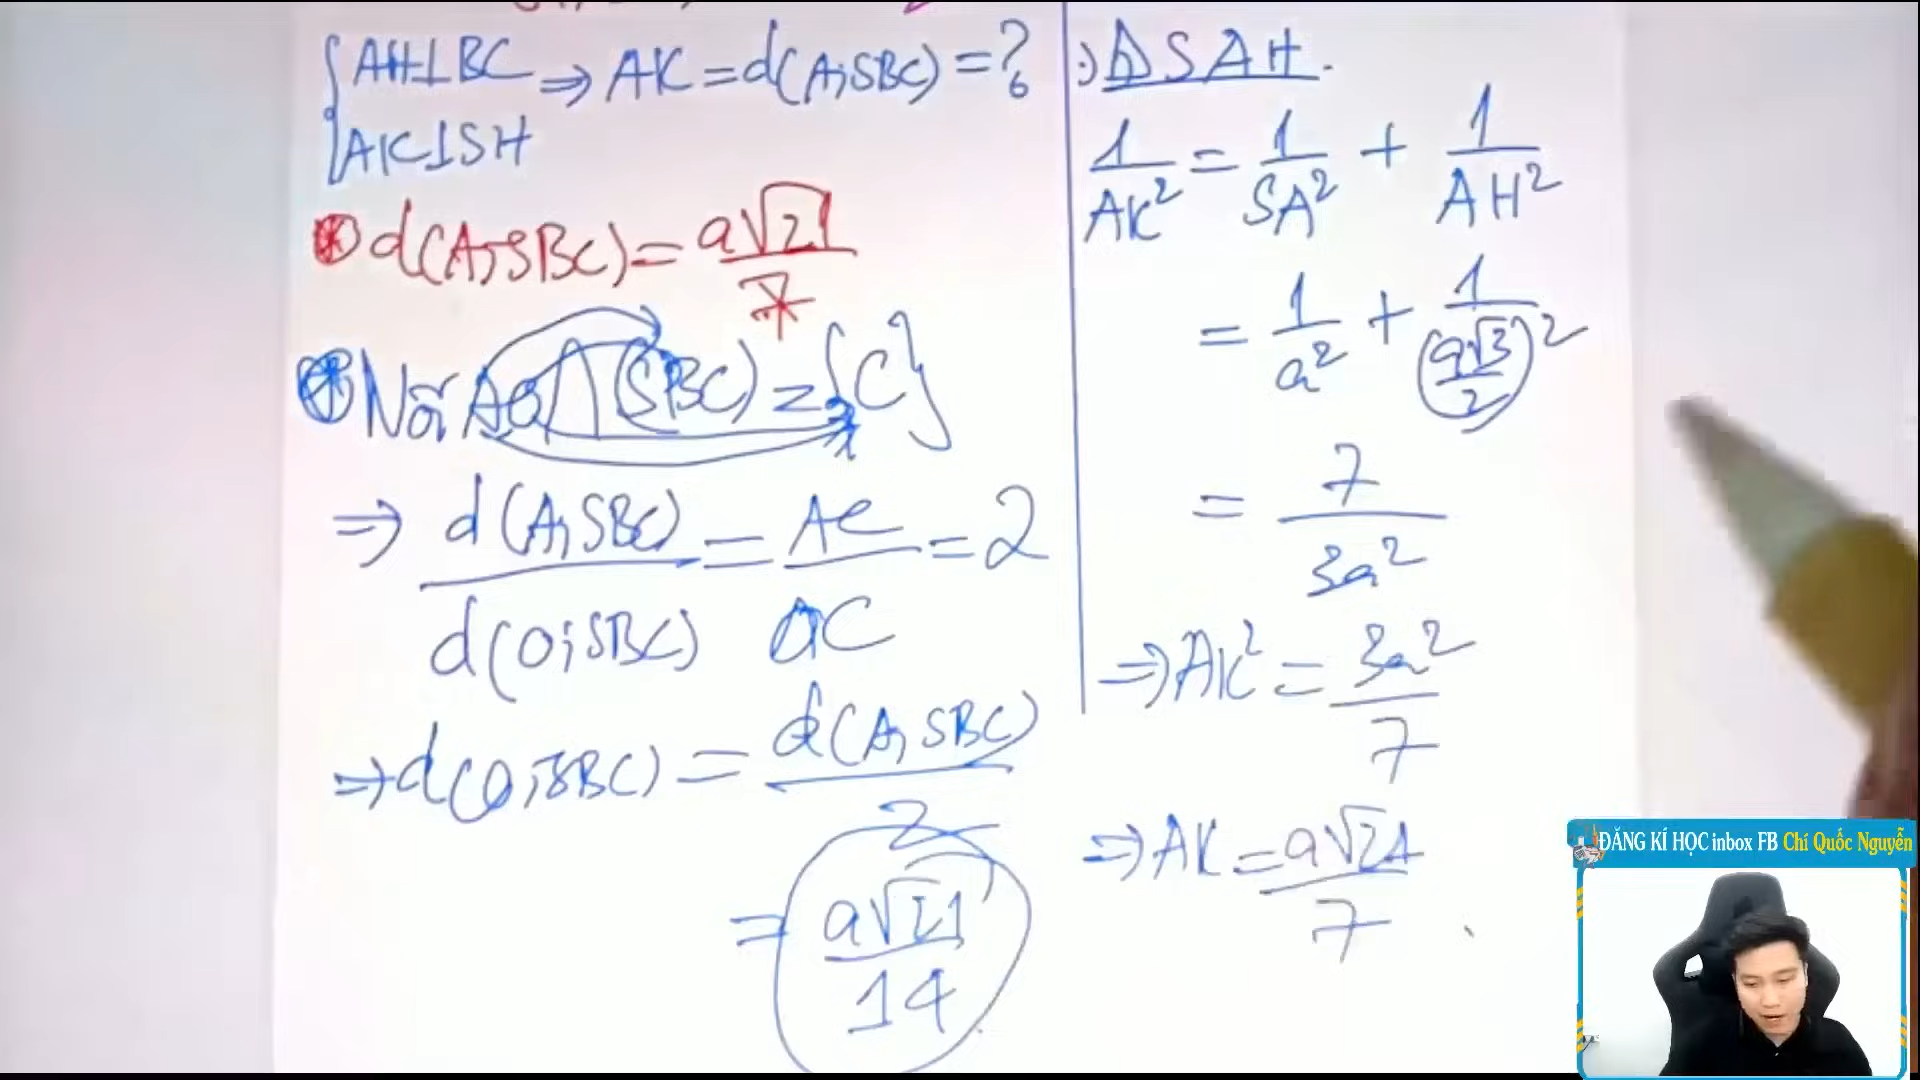 {AH⊥BC ⇒ AK = d(A;SBC) = ?
{AK⊥SH
⊛ d(A;SBC) = a√21/7
⊛ Nối AO ∩ (SBC) = {C}
⇒ d(A;SBC)/d(O;SBC) = AC/OC = 2
⇒ d(O;SBC) = d(A;SBC)/2
= a√21/14
:) ΔSAH.
1/AK² = 1/SA² + 1/AH²
= 1/a² + 1/(a√3/2)²
= 7/3a²
⇒ AK² = 3a²/7
⇒ AK = a√21/7
ĐĂNG KÍ HỌC inbox FB Chí Quốc Nguyễn